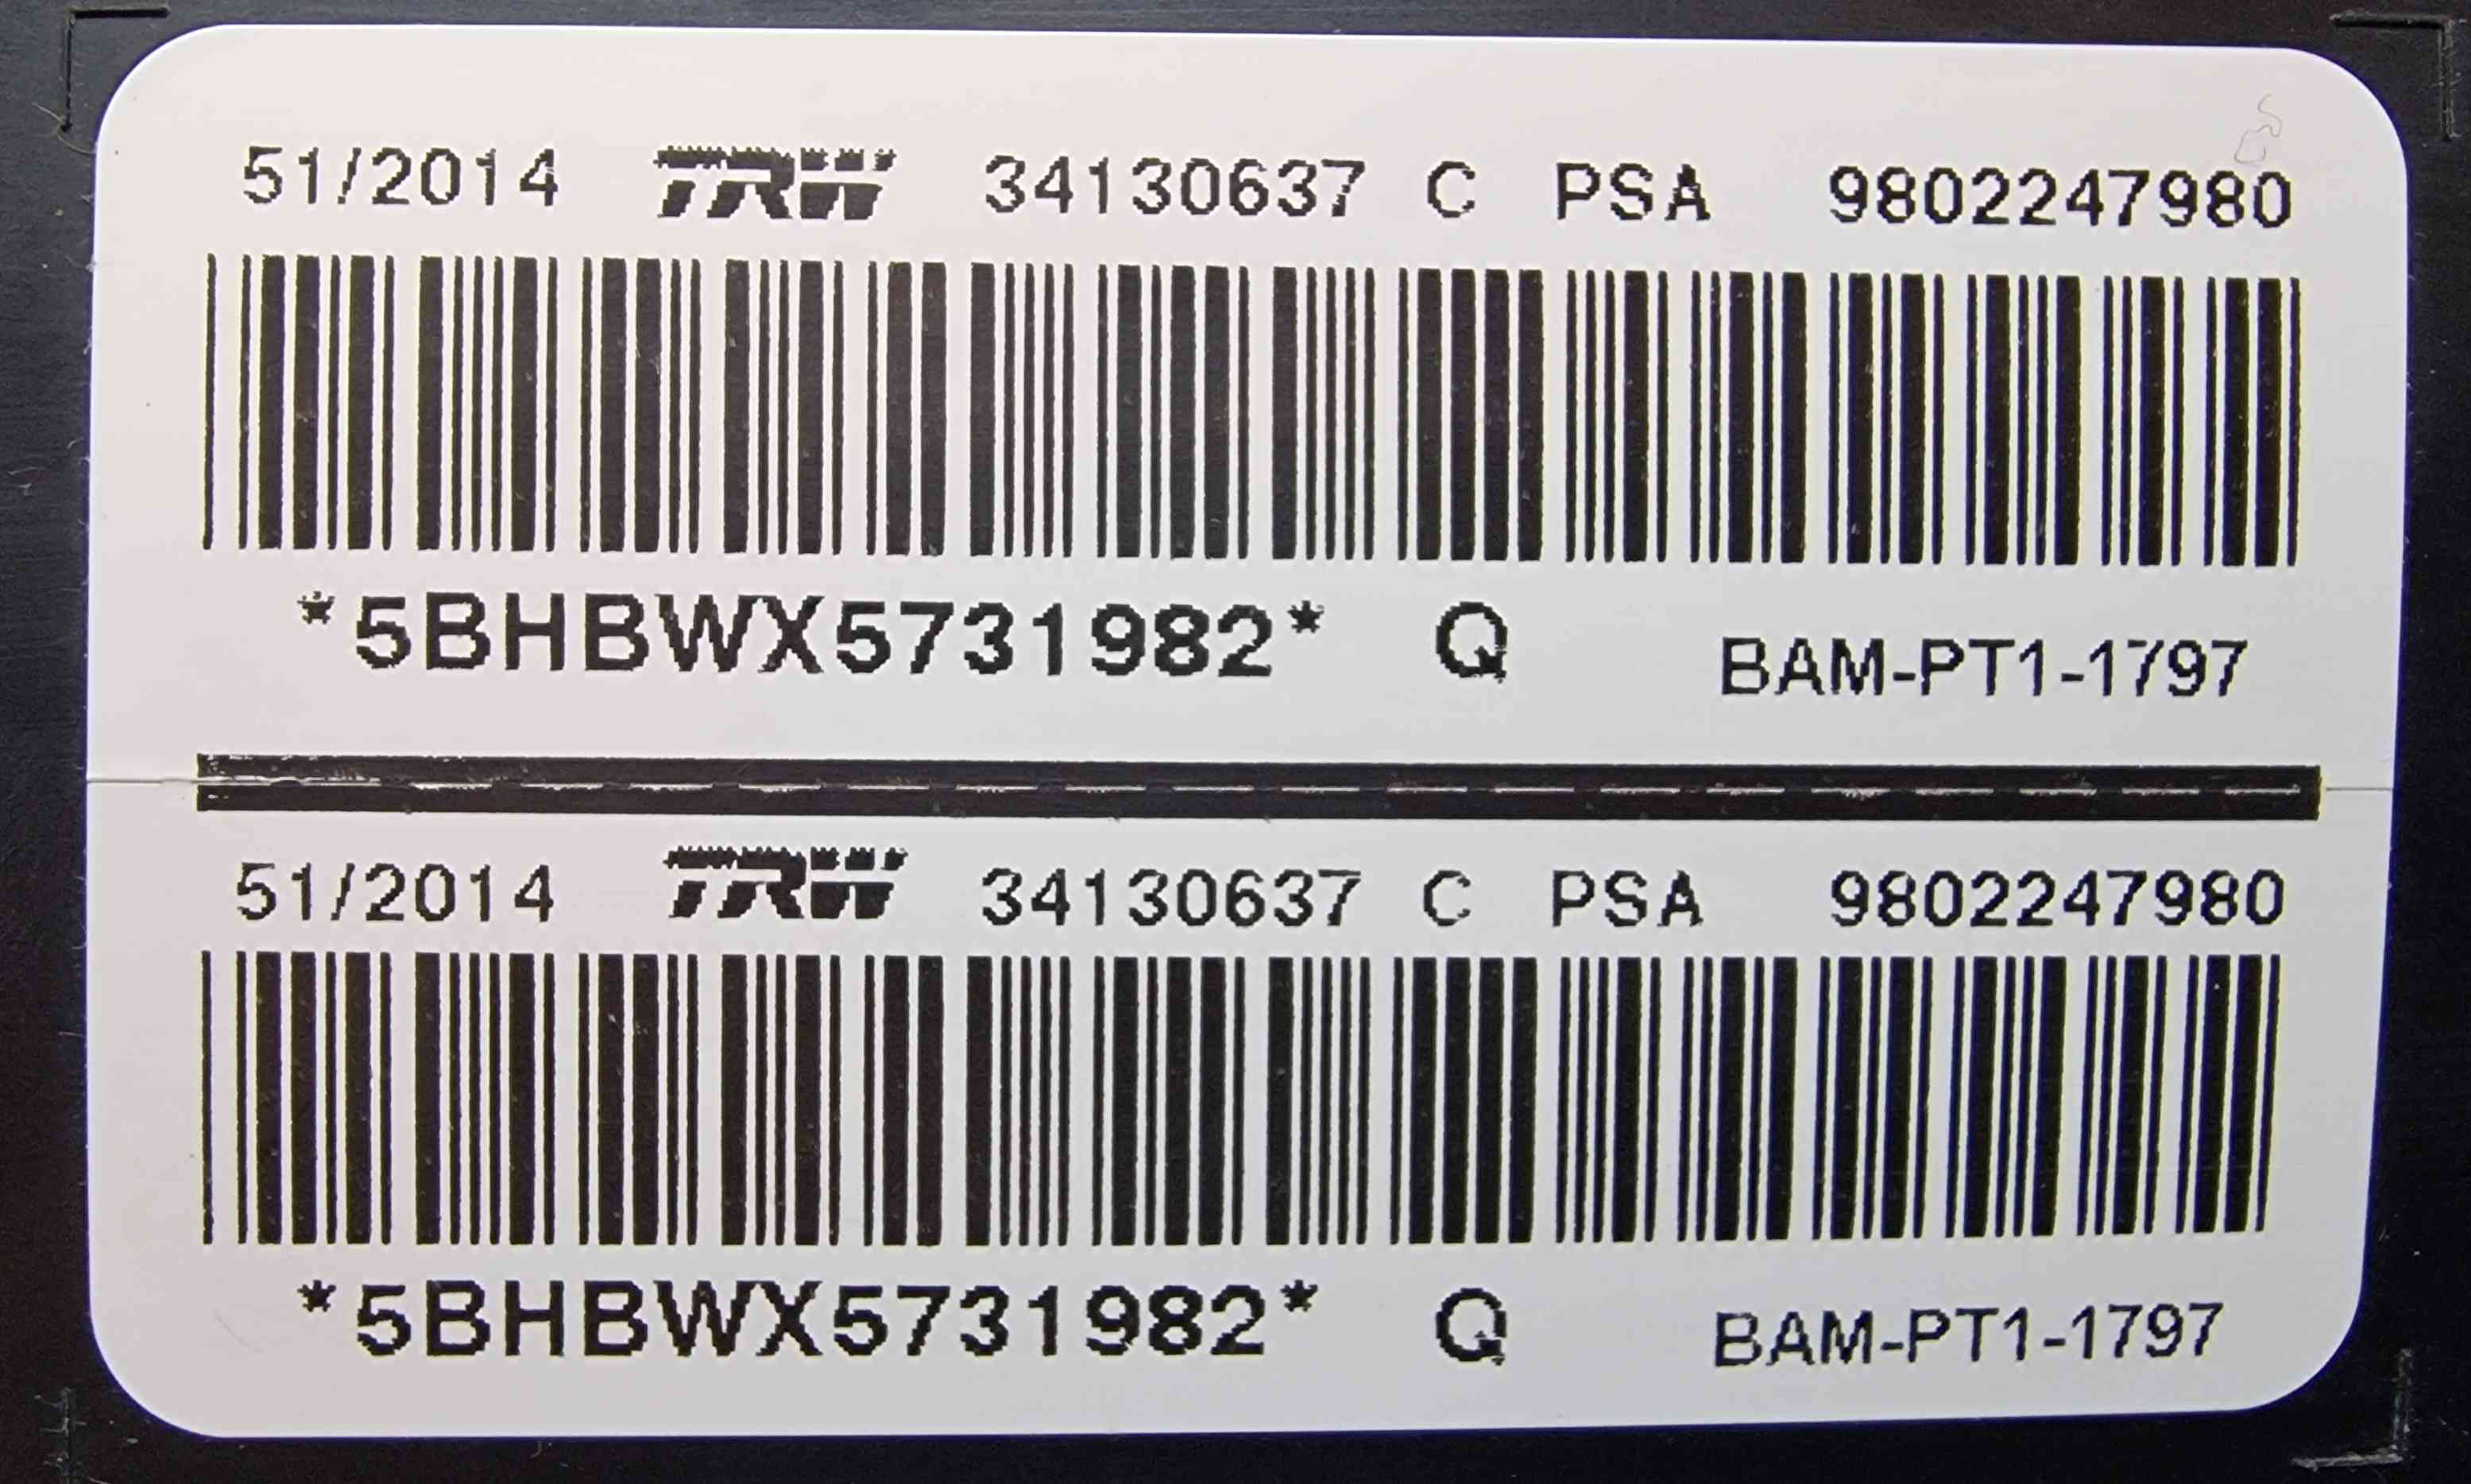 51/2014 TRW 34130637 C PSA 9802247980
*5BHBWX5731982* Q BAM-PT1-1797
51/2014 TRW 34130637 C PSA 9802247980
*5BHBWX5731982* Q BAM-PT1-1797